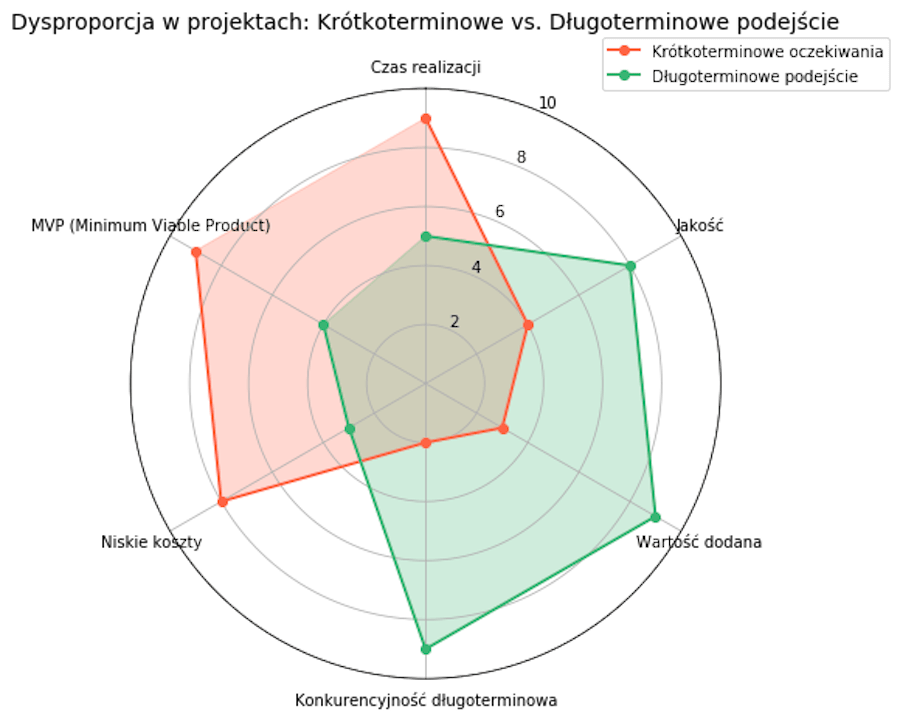 Dysproporcja w projektach: Krótkoterminowe vs. Długoterminowe podejście
Krótkoterminowe oczekiwania
Długoterminowe podejście
Czas realizacji
10
8
MVP (Minimum Viable Product)
6
Jakość
4
2
Niskie koszty
Wartość dodana
Konkurencyjność długoterminowa